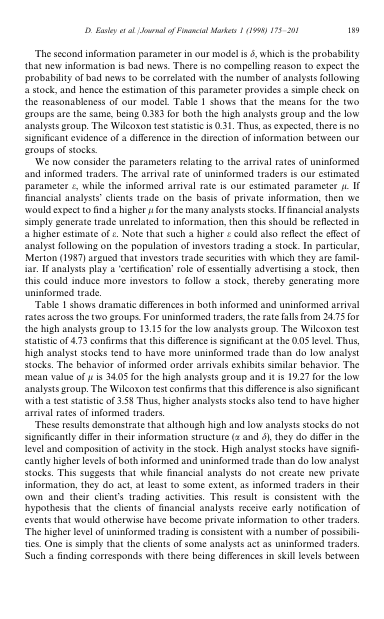 D. Easley et al. / Journal of Financial Markets 1 (1998) 175–201 189
The second information parameter in our model is δ, which is the probability
that new information is bad news. There is no compelling reason to expect the
probability of bad news to be correlated with the number of analysts following
a stock, and hence the estimation of this parameter provides a simple check on
the reasonableness of our model. Table 1 shows that the means for the two
groups are the same, being 0.383 for both the high analysts group and the low
analysts group. The Wilcoxon test statistic is 0.31. Thus, as expected, there is no
significant evidence of a difference in the direction of information between our
groups of stocks.
We now consider the parameters relating to the arrival rates of uninformed
and informed traders. The arrival rate of uninformed traders is our estimated
parameter ε, while the informed arrival rate is our estimated parameter μ. If
financial analysts' clients trade on the basis of private information, then we
would expect to find a higher μ for the many analysts stocks. If financial analysts
simply generate trade unrelated to information, then this should be reflected in
a higher estimate of ε. Note that such a higher ε could also reflect the effect of
analyst following on the population of investors trading a stock. In particular,
Merton (1987) argued that investors trade securities with which they are famil-
iar. If analysts play a 'certification' role of essentially advertising a stock, then
this could induce more investors to follow a stock, thereby generating more
uninformed trade.
Table 1 shows dramatic differences in both informed and uninformed arrival
rates across the two groups. For uninformed traders, the rate falls from 24.75 for
the high analysts group to 13.15 for the low analysts group. The Wilcoxon test
statistic of 4.73 confirms that this difference is significant at the 0.05 level. Thus,
high analyst stocks tend to have more uninformed trade than do low analyst
stocks. The behavior of informed order arrivals exhibits similar behavior. The
mean value of μ is 34.05 for the high analysts group and it is 19.27 for the low
analysts group. The Wilcoxon test confirms that this difference is also significant
with a test statistic of 3.58 Thus, higher analysts stocks also tend to have higher
arrival rates of informed traders.
These results demonstrate that although high and low analysts stocks do not
significantly differ in their information structure (α and δ), they do differ in the
level and composition of activity in the stock. High analyst stocks have signifi-
cantly higher levels of both informed and uninformed trade than do low analyst
stocks. This suggests that while financial analysts do not create new private
information, they do act, at least to some extent, as informed traders in their
own and their client's trading activities. This result is consistent with the
hypothesis that the clients of financial analysts receive early notification of
events that would otherwise have become private information to other traders.
The higher level of uninformed trading is consistent with a number of possibili-
ties. One is simply that the clients of some analysts act as uninformed traders.
Such a finding corresponds with there being differences in skill levels between